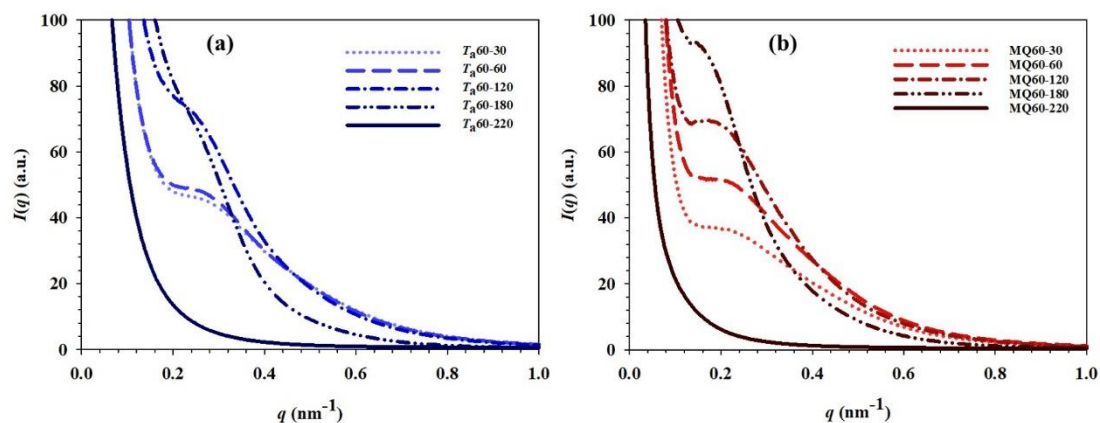 (a)
I(q) (a.u.)
100
80
60
40
20
0
Ta60-30
Ta60-60
Ta60-120
Ta60-180
Ta60-220
0.0 0.2 0.4 0.6 0.8 1.0
q (nm-1)
(b)
I(q) (a.u.)
100
80
60
40
20
0
MQ60-30
MQ60-60
MQ60-120
MQ60-180
MQ60-220
0.0 0.2 0.4 0.6 0.8 1.0
q (nm-1)